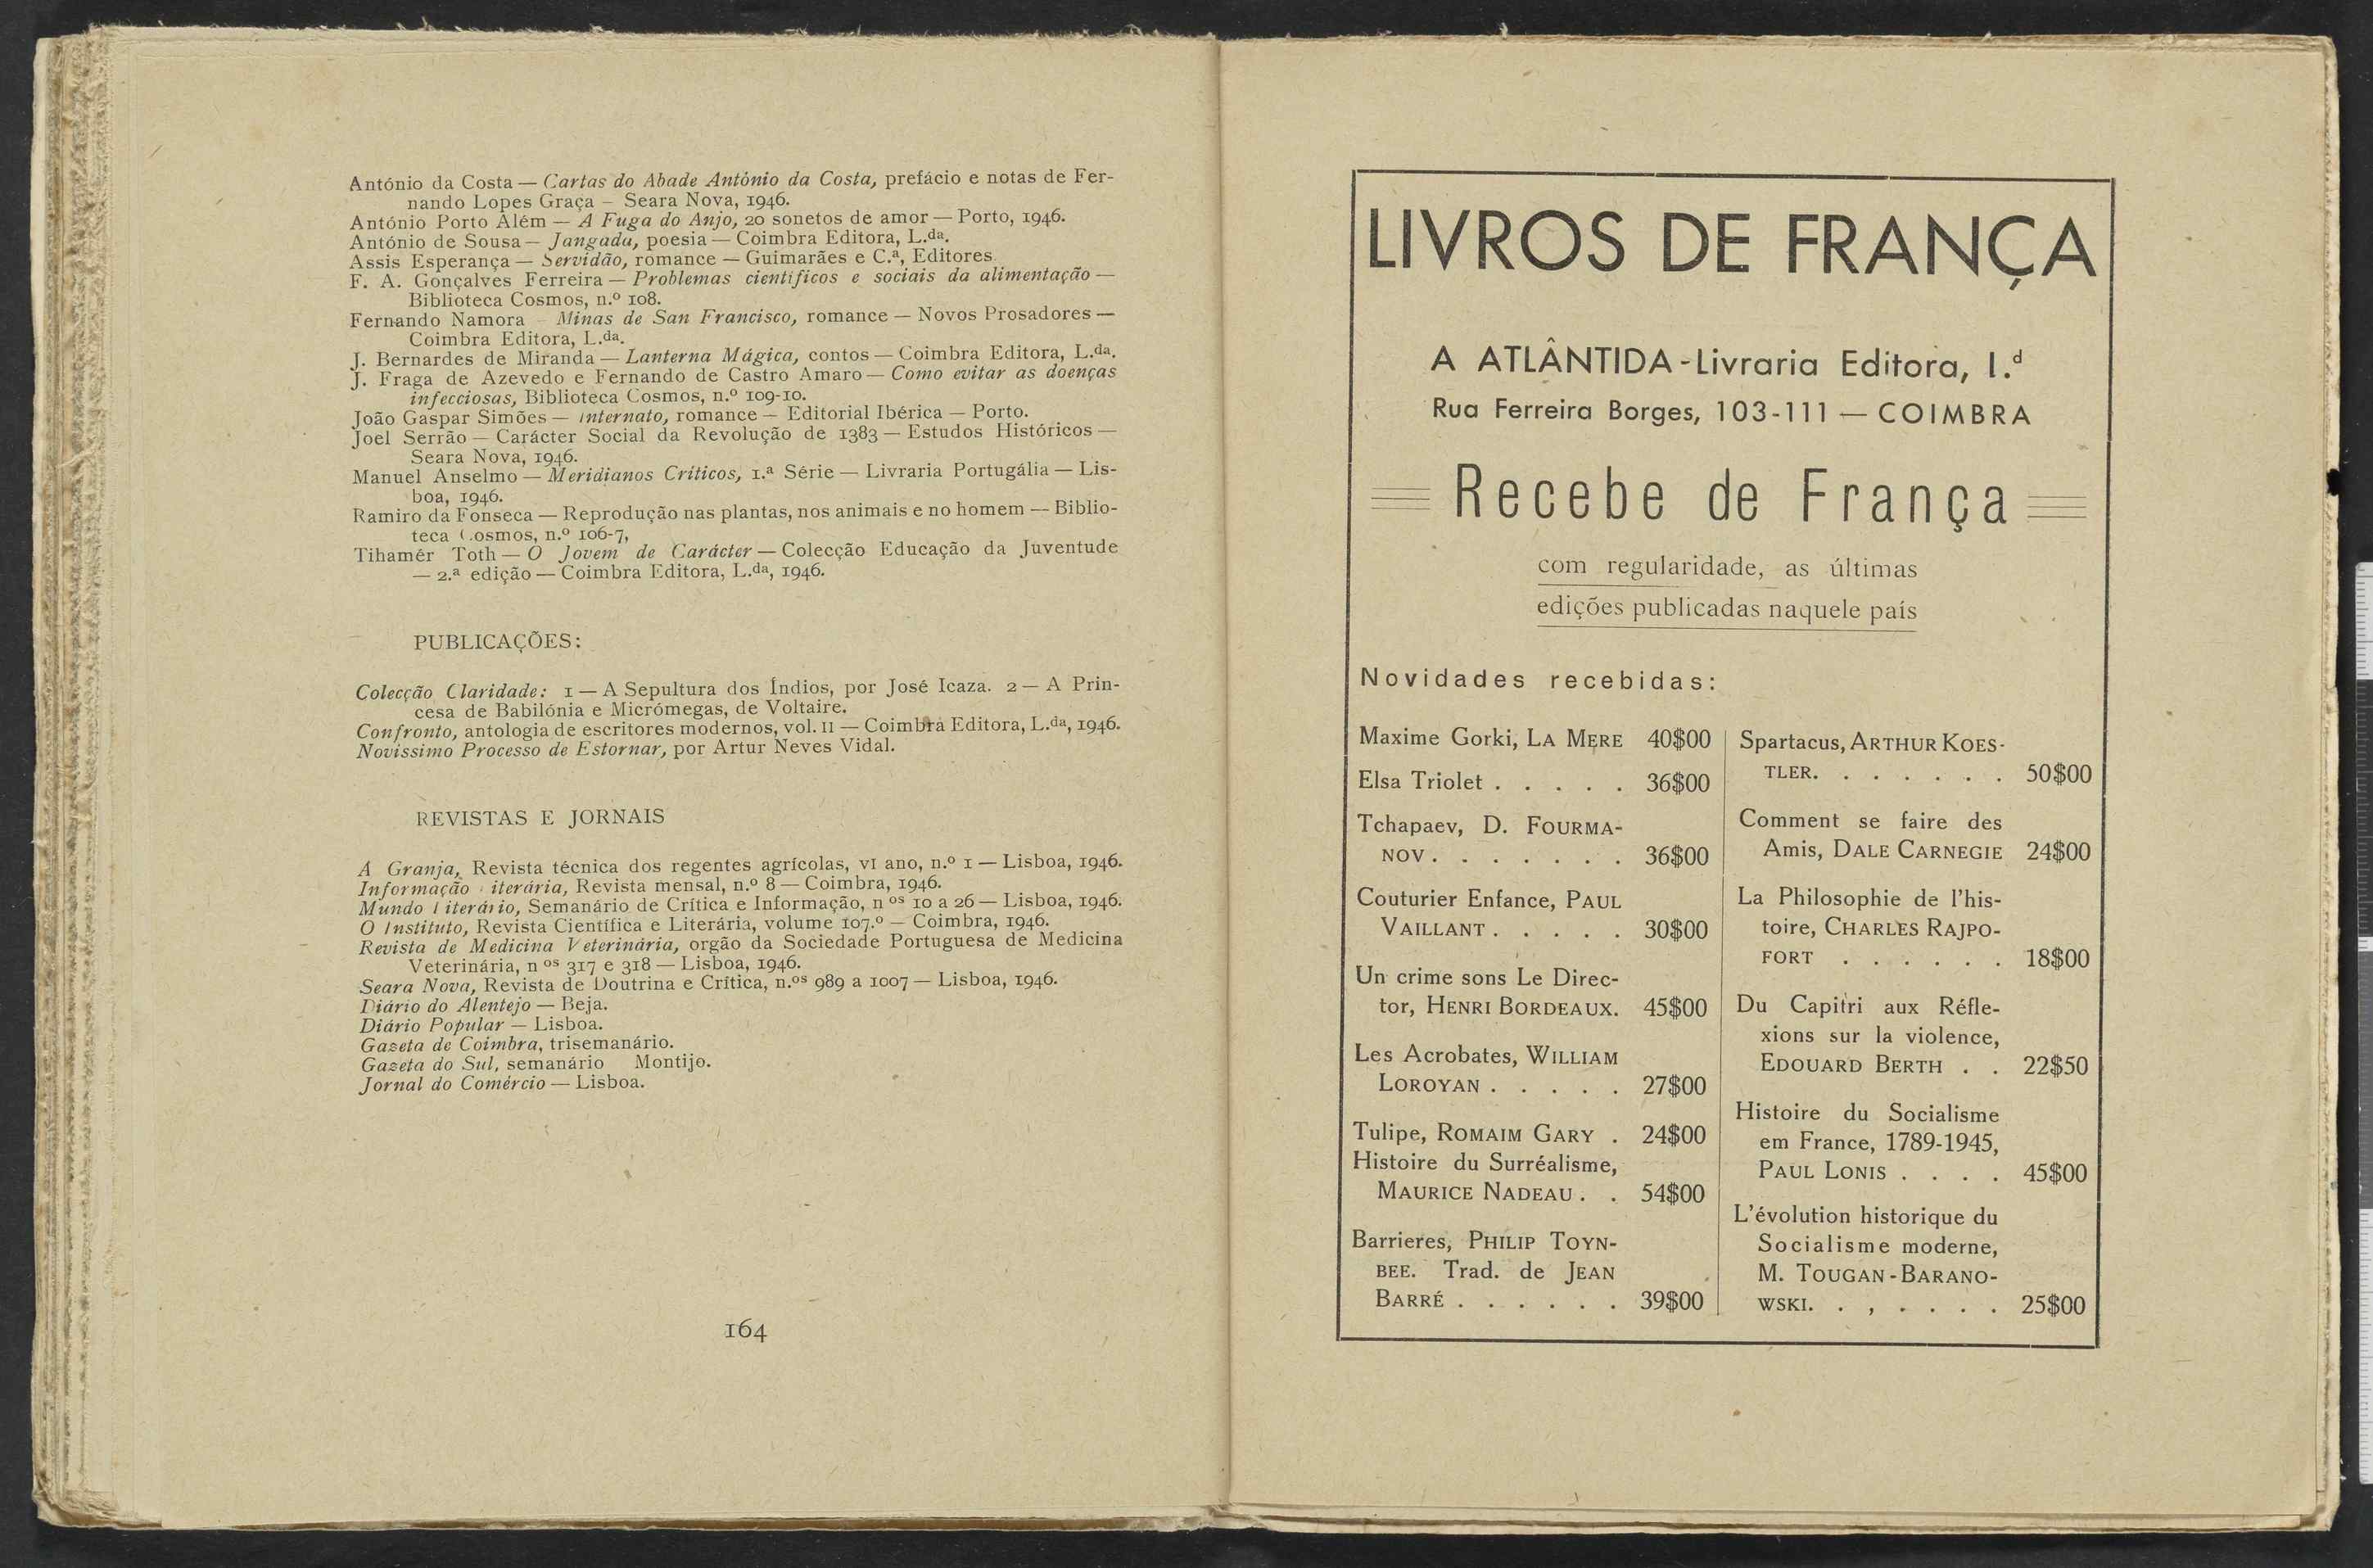 António da Costa — Cartas do Abade António da Costa, prefácio e notas de Fer-
nando Lopes Graça – Seara Nova, 1946.
António Porto Além — A Fuga do Anjo, 20 sonetos de amor — Porto, 1946.
António de Sousa — Jangada, poesia — Coimbra Editora, L.da.
Assis Esperança — Servidão, romance — Guimarães e C.ª, Editores.
F. A. Gonçalves Ferreira — Problemas cientificos e sociais da alimentação —
Biblioteca Cosmos, n.º 108.
Fernando Namora – Minas de San Francisco, romance — Novos Prosadores —
Coimbra Editora, L.da.
J. Bernardes de Miranda — Lanterna Mágica, contos — Coimbra Editora, L.da.
J. Fraga de Azevedo e Fernando de Castro Amaro — Como evitar as doenças
infecciosas, Biblioteca Cosmos, n.º 109-10.
João Gaspar Simões — Internato, romance — Editorial Ibérica — Porto.
Joel Serrão — Carácter Social da Revolução de 1383 — Estudos Históricos —
Seara Nova, 1946.
Manuel Anselmo — Meridianos Críticos, 1.ª Série — Livraria Portugália — Lis-
boa, 1946.
Ramiro da Fonseca — Reprodução nas plantas, nos animais e no homem — Biblio-
teca Cosmos, n.º 106-7,
Tihamér Toth — O Jovem de Carácter — Colecção Educação da Juventude
— 2.ª edição — Coimbra Editora, L.da, 1946.
PUBLICAÇÕES:
Colecção Claridade: 1 — A Sepultura dos Índios, por José Icaza. 2 — A Prin-
cesa de Babilónia e Micrómegas, de Voltaire.
Confronto, antologia de escritores modernos, vol. II — Coimbra Editora, L.da, 1946.
Novissimo Processo de Estornar, por Artur Neves Vidal.
REVISTAS E JORNAIS
A Granja, Revista técnica dos regentes agrícolas, VI ano, n.º 1 — Lisboa, 1946.
Informação iterária, Revista mensal, n.º 8 — Coimbra, 1946.
Mundo Literário, Semanário de Crítica e Informação, n os 10 a 26 — Lisboa, 1946.
O Instituto, Revista Científica e Literária, volume 107.º — Coimbra, 1946.
Revista de Medicina Veterinária, orgão da Sociedade Portuguesa de Medicina
Veterinária, n os 317 e 318 — Lisboa, 1946.
Seara Nova, Revista de Doutrina e Crítica, n.os 989 a 1007 — Lisboa, 1946.
Diário do Alentejo — Beja.
Diário Popular — Lisboa.
Gazeta de Coimbra, trisemanário.
Gazeta do Sul, semanário Montijo.
Jornal do Comércio — Lisboa.
164
LIVROS DE FRANÇA
A ATLÂNTIDA-Livraria Editora, l.d
Rua Ferreira Borges, 103-111 — COIMBRA
Recebe de França
com regularidade, as últimas
edições publicadas naquele país
Novidades recebidas:
Maxime Gorki, LA MERE 40$00
Elsa Triolet . . . . . 36$00
Tchapaev, D. FOURMA-
NOV. . . . . . . 36$00
Couturier Enfance, PAUL
VAILLANT . . . . . 30$00
Un crime sons Le Direc-
tor, HENRI BORDEAUX. 45$00
Les Acrobates, WILLIAM
LOROYAN . . . . . 27$00
Tulipe, ROMAIM GARY . 24$00
Histoire du Surréalisme,
MAURICE NADEAU . . 54$00
Barrieres, PHILIP TOYN-
BEE. Trad. de JEAN
BARRÉ . . . . . . 39$00
Spartacus, ARTHUR KOES-
TLER. . . . . . . 50$00
Comment se faire des
Amis, DALE CARNEGIE 24$00
La Philosophie de l'his-
toire, CHARLES RAJPO-
FORT . . . . . . 18$00
Du Capitri aux Réfle-
xions sur la violence,
EDOUARD BERTH . . 22$50
Histoire du Socialisme
em France, 1789-1945,
PAUL LONIS . . . . 45$00
L'évolution historique du
Socialisme moderne,
M. TOUGAN-BARANO-
WSKI. . , . . . . 25$00